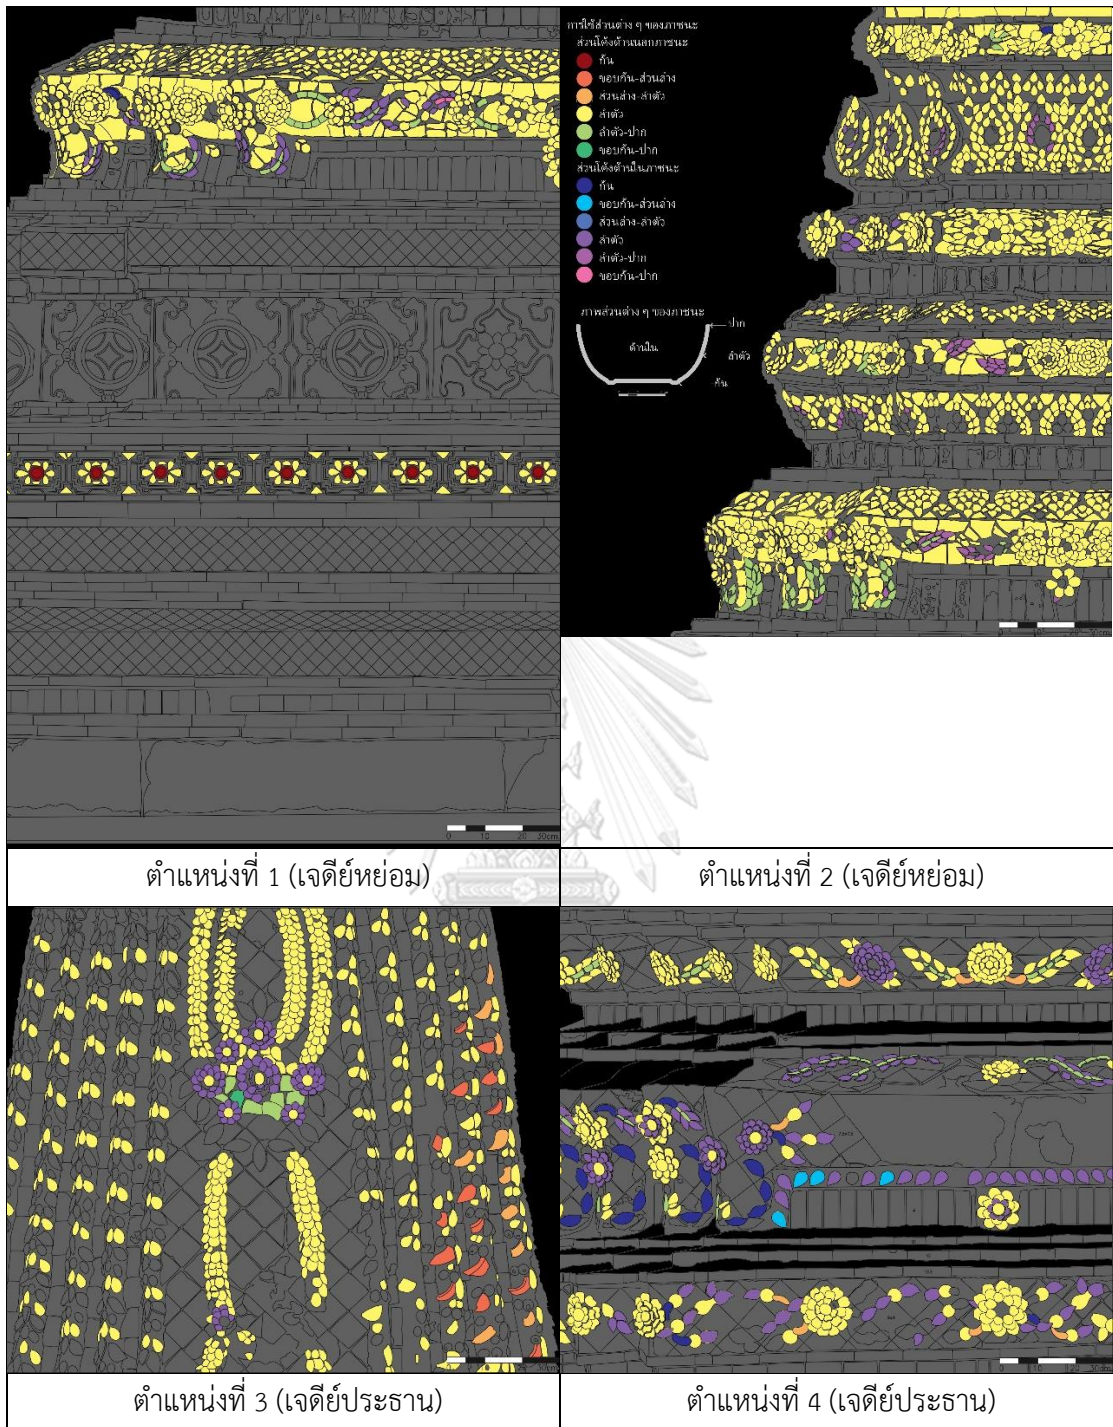 การใช้ส่วนต่าง ๆ ของภาชนะ
ส่วนโค้งด้านนอกภาชนะ
ก้น
ขอบก้น-ส่วนล่าง
ส่วนล่าง-ลำตัว
ลำตัว
ลำตัว-ปาก
ขอบก้น-ปาก
ส่วนโค้งด้านในภาชนะ
ก้น
ขอบก้น-ส่วนล่าง
ส่วนล่าง-ลำตัว
ลำตัว
ลำตัว-ปาก
ขอบก้น-ปาก
ภาพส่วนต่าง ๆ ของภาชนะ
ปาก
ด้านใน
ลำตัว
ก้น
0 10 20 30cm
0 10 20 30cm
ตำแหน่งที่ 1 (เจดีย์หย่อม)
ตำแหน่งที่ 2 (เจดีย์หย่อม)
0 10 20 30cm
ตำแหน่งที่ 3 (เจดีย์ประธาน)
ตำแหน่งที่ 4 (เจดีย์ประธาน)